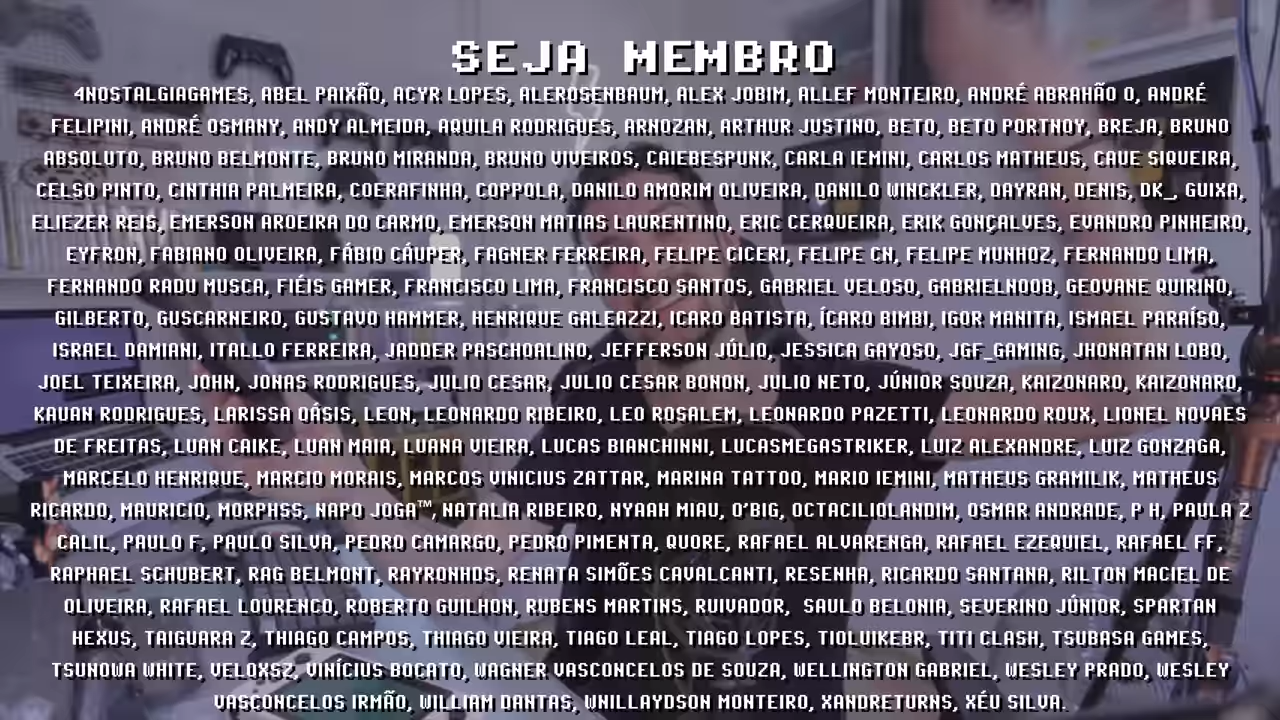 SEJA MEMBRO
4NOSTALGIAGAMES, ABEL PAIXÃO, ACYR LOPES, ALEROSENBAUM, ALEX JOBIM, ALLEF MONTEIRO, ANDRÉ ABRAHÃO O, ANDRÉ
FELIPINI, ANDRÉ OSMANY, ANDY ALMEIDA, AQUILA RODRIGUES, ARNOZAN, ARTHUR JUSTINO, BETO, BETO PORTNOY, BREJA, BRUNO
ABSOLUTO, BRUNO BELMONTE, BRUNO MIRANDA, BRUNO VIVEIROS, CAIEBESPUNK, CARLA IEMINI, CARLOS MATHEUS, CAUE SIQUEIRA,
CELSO PINTO, CINTHIA PALMEIRA, COERAFINHA, COPPOLA, DANILO AMORIM OLIVEIRA, DANILO WINCKLER, DAYRAN, DENIS, DK_, GUIXA,
ELIEZER REIS, EMERSON AROEIRA DO CARMO, EMERSON MATIAS LAURENTINO, ERIC CERQUEIRA, ERIK GONÇALVES, EVANDRO PINHEIRO,
EYFRON, FABIANO OLIVEIRA, FÁBIO CÁUPER, FAGNER FERREIRA, FELIPE CICERI, FELIPE CN, FELIPE MUNHOZ, FERNANDO LIMA,
FERNANDO RADU MUSCA, FIÉIS GAMER, FRANCISCO LIMA, FRANCISCO SANTOS, GABRIEL VELOSO, GABRIELNOOB, GEOVANE QUIRINO,
GILBERTO, GUSCARNEIRO, GUSTAVO HAMMER, HENRIQUE GALEAZZI, ICARO BATISTA, ÍCARO BIMBI, IGOR MANITA, ISMAEL PARAÍSO,
ISRAEL DAMIANI, ITALLO FERREIRA, JADDER PASCHOALINO, JEFFERSON JÚLIO, JESSICA GAYOSO, JGF_GAMING, JHONATAN LOBO,
JOEL TEIXEIRA, JOHN, JONAS RODRIGUES, JULIO CESAR, JULIO CESAR BONON, JULIO NETO, JÚNIOR SOUZA, KAIZONARO, KAIZONARO,
KAUAN RODRIGUES, LARISSA OÁSIS, LEON, LEONARDO RIBEIRO, LEO ROSALEM, LEONARDO PAZETTI, LEONARDO ROUX, LIONEL NOVAES
DE FREITAS, LUAN CAIKE, LUAN MAIA, LUANA VIEIRA, LUCAS BIANCHINNI, LUCASMEGASTRIKER, LUIZ ALEXANDRE, LUIZ GONZAGA,
MARCELO HENRIQUE, MARCIO MORAIS, MARCOS VINICIUS ZATTAR, MARINA TATTOO, MARIO IEMINI, MATHEUS GRAMILIK, MATHEUS
RICARDO, MAURICIO, MORPHSS, NAPO JOGA™, NATALIA RIBEIRO, NYAAH MIAU, O'BIG, OCTACILIOLANDIM, OSMAR ANDRADE, P H, PAULA Z
CALIL, PAULO F, PAULO SILVA, PEDRO CAMARGO, PEDRO PIMENTA, QUORE, RAFAEL ALVARENGA, RAFAEL EZEQUIEL, RAFAEL FF,
RAPHAEL SCHUBERT, RAG BELMONT, RAYRONHDS, RENATA SIMÕES CAVALCANTI, RESENHA, RICARDO SANTANA, RILTON MACIEL DE
OLIVEIRA, RAFAEL LOURENCO, ROBERTO GUILHON, RUBENS MARTINS, RUIVADOR, SAULO BELONIA, SEVERINO JÚNIOR, SPARTAN
HEXUS, TAIGUARA Z, THIAGO CAMPOS, THIAGO VIEIRA, TIAGO LEAL, TIAGO LOPES, TIOLUIKEBR, TITI CLASH, TSUBASA GAMES,
TSUNOWA WHITE, VELOXSZ, VINÍCIUS BOCATO, WAGNER VASCONCELOS DE SOUZA, WELLINGTON GABRIEL, WESLEY PRADO, WESLEY
VASCONCELOS IRMÃO, WILLIAM DANTAS, WNILLAYDSON MONTEIRO, XANDRETURNS, XÉU SILVA.